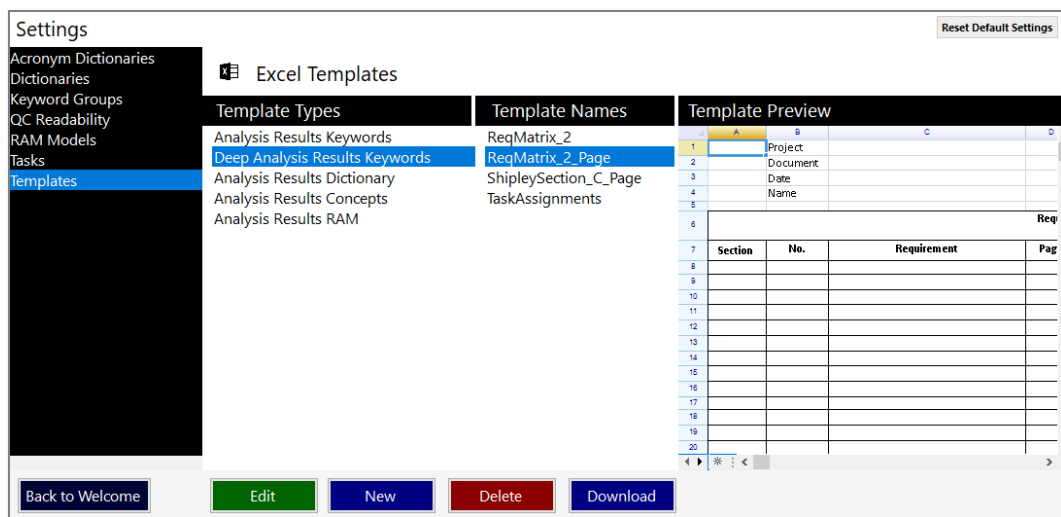 Settings
Reset Default Settings
Acronym Dictionaries
Dictionaries
Keyword Groups
QC Readability
RAM Models
Tasks
Templates
Excel Templates
Template Types
Analysis Results Keywords
Deep Analysis Results Keywords
Analysis Results Dictionary
Analysis Results Concepts
Analysis Results RAM
Template Names
ReqMatrix_2
ReqMatrix_2_Page
ShipleySection_C_Page
TaskAssignments
Template Preview
A B C D
1 Project
2 Document
3 Date
4 Name
5
6 Requ
7 Section No. Requirement Pag
8
9
10
11
12
13
14
15
16
17
18
19
20
Back to Welcome
Edit
New
Delete
Download